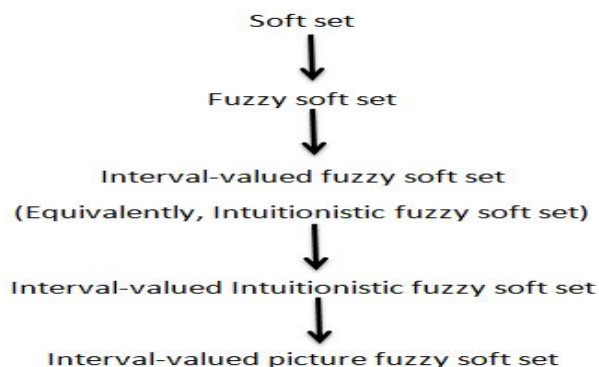 Soft set
Fuzzy soft set
Interval-valued fuzzy soft set
(Equivalently, Intuitionistic fuzzy soft set)
Interval-valued Intuitionistic fuzzy soft set
Interval-valued picture fuzzy soft set